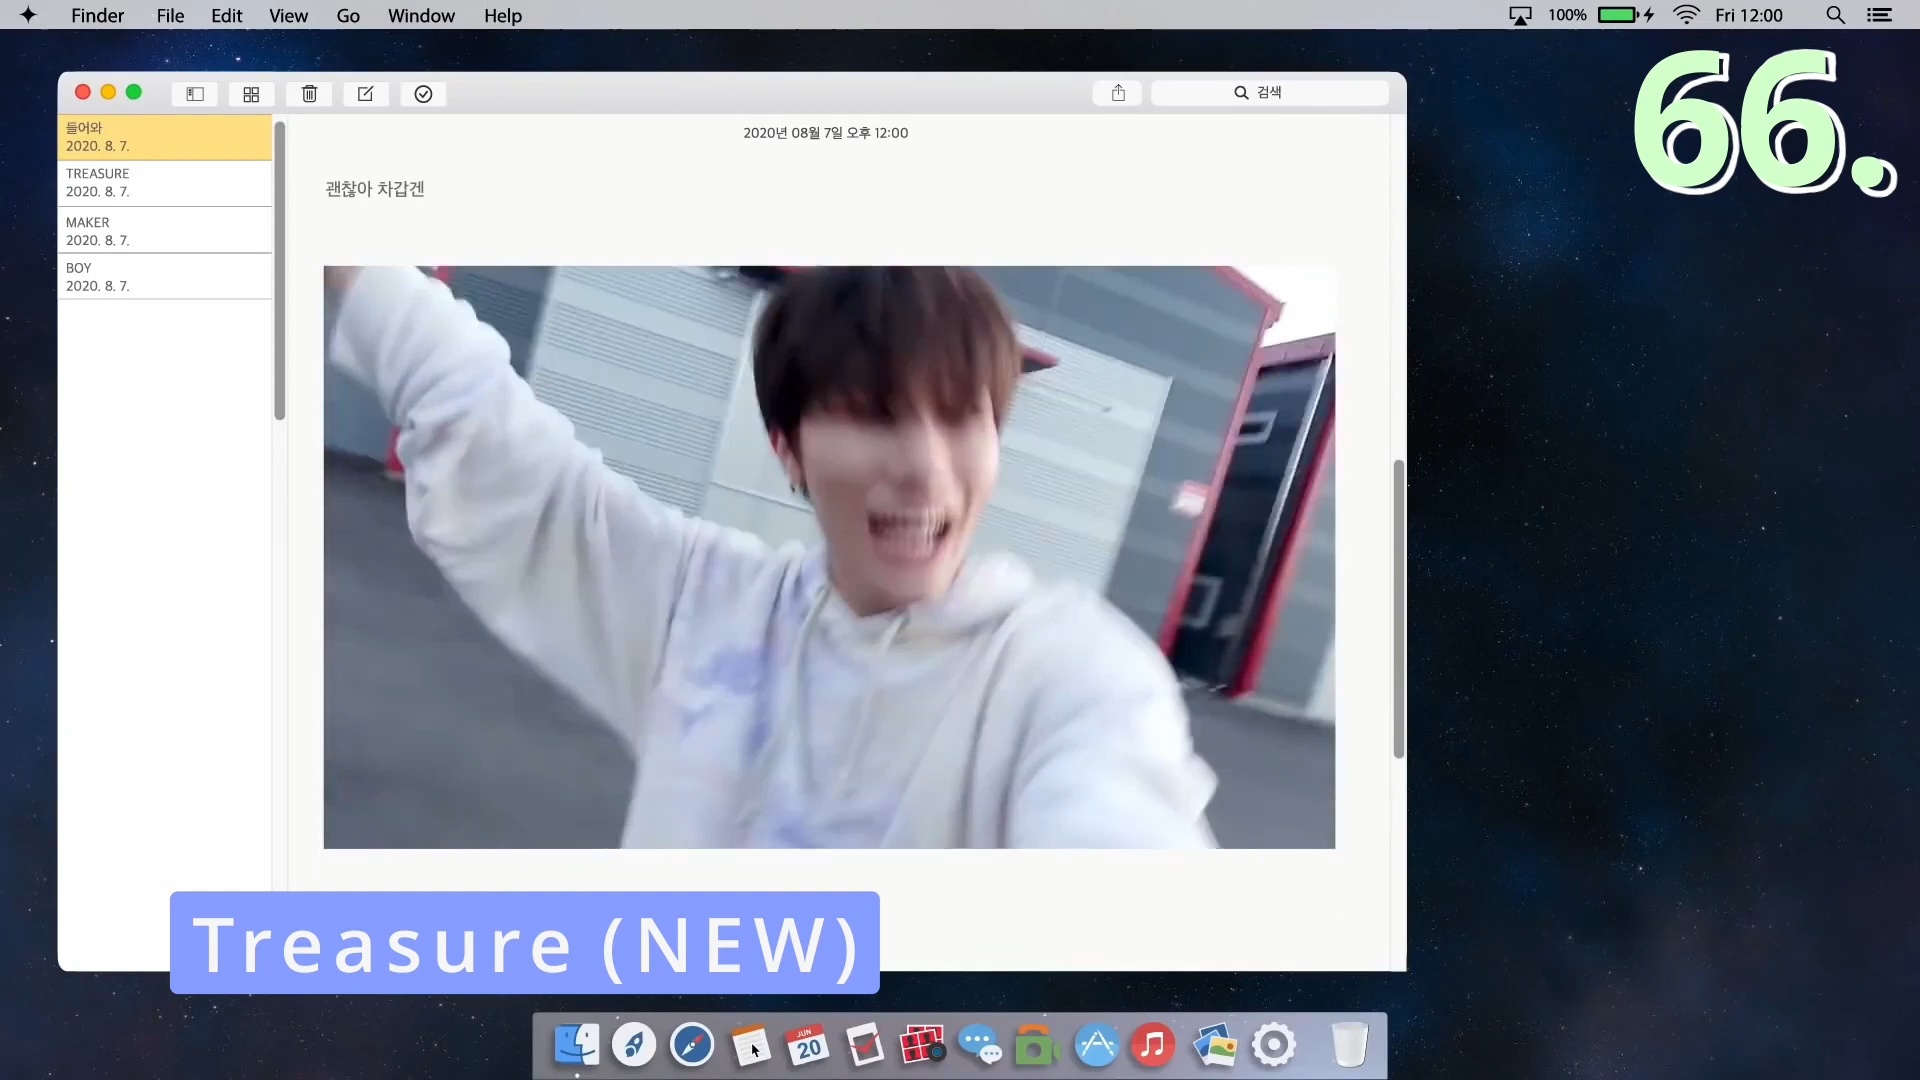 Finder File Edit View Go Window Help 100% Fri 12:00
66.
검색
들어와
2020. 8. 7.
TREASURE
2020. 8. 7.
MAKER
2020. 8. 7.
BOY
2020. 8. 7.
2020년 08월 7일 오후 12:00
괜찮아 차갑겐
Treasure (NEW)
JUN
20